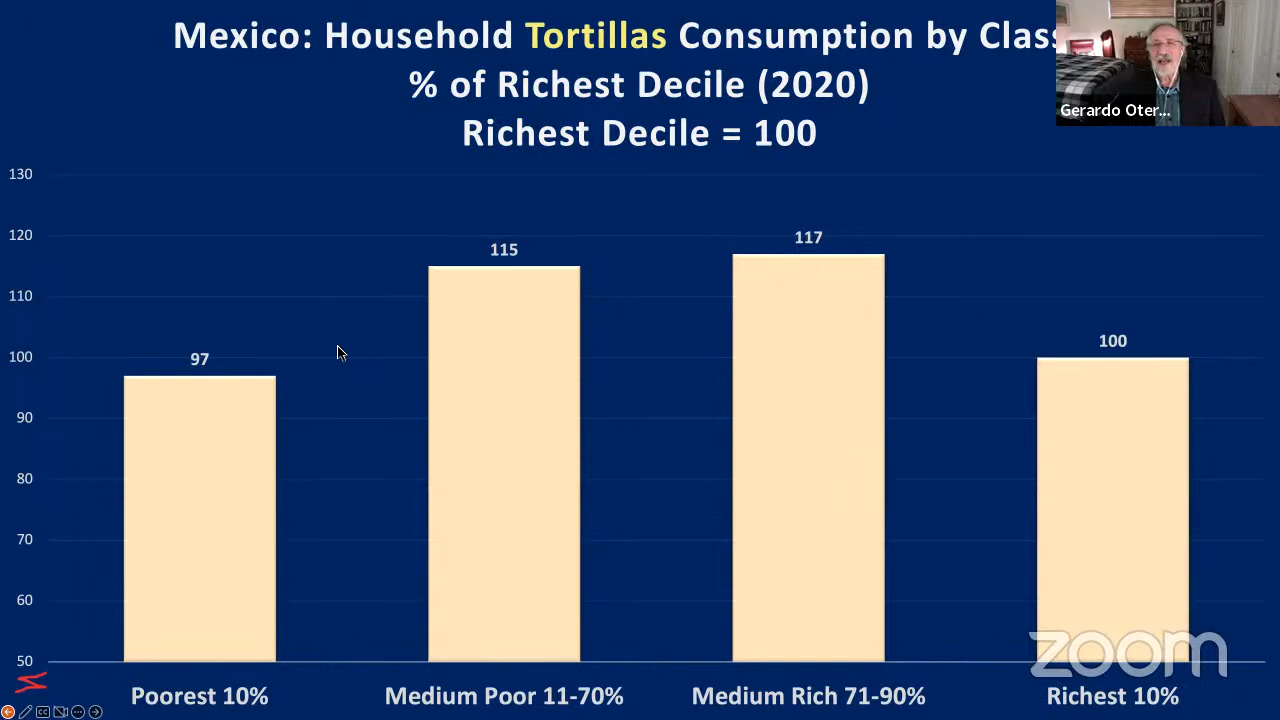 Mexico: Household Tortillas Consumption by Clas
% of Richest Decile (2020)
Richest Decile = 100
Gerardo Oter...
130
120
110
100
90
80
70
60
50
97
115
117
100
Poorest 10%
Medium Poor 11-70%
Medium Rich 71-90%
Richest 10%
zoom
CC